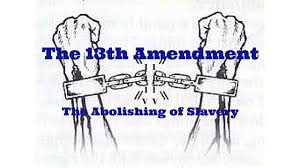 The 13th Amendment
The Abolishing of Slavery